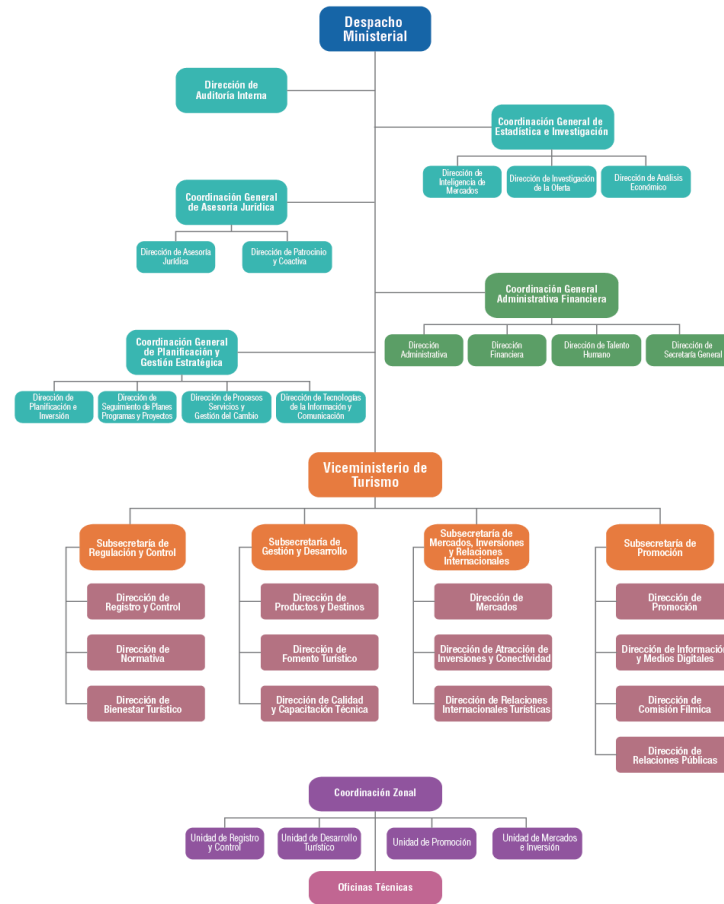 Despacho
Ministerial
Dirección de
Auditoría Interna
Coordinación General de
Estadística e Investigación
Dirección de
Inteligencia de
Mercados
Dirección de Investigación
de la Oferta
Dirección de Análisis
Económico
Coordinación General
de Asesoría Jurídica
Dirección de Asesoría
Jurídica
Dirección de Patrocinio
y Coactiva
Coordinación General
Administrativa Financiera
Dirección
Administrativa
Dirección
Financiera
Dirección de Talento
Humano
Dirección de
Secretaría General
Coordinación General
de Planificación y
Gestión Estratégica
Dirección de
Planificación e
Inversión
Dirección de
Seguimiento de Planes
Programas y Proyectos
Dirección de Procesos
Servicios y
Gestión del Cambio
Dirección de Tecnologías
de la Información y
Comunicación
Viceministerio de
Turismo
Subsecretaría de
Regulación y Control
Dirección de
Registro y Control
Dirección de
Normativa
Dirección de
Bienestar Turístico
Subsecretaría de
Gestión y Desarrollo
Dirección de
Productos y Destinos
Dirección de
Fomento Turístico
Dirección de Calidad
y Capacitación Técnica
Subsecretaría de
Mercados, Inversiones
y Relaciones
Internacionales
Dirección de
Mercados
Dirección de Atracción de
Inversiones y Conectividad
Dirección de Relaciones
Internacionales Turísticas
Subsecretaría de
Promoción
Dirección de
Promoción
Dirección de Información
y Medios Digitales
Dirección de
Comisión Fílmica
Dirección de
Relaciones Públicas
Coordinación Zonal
Unidad de Registro
y Control
Unidad de Desarrollo
Turístico
Unidad de Promoción
Unidad de Mercados
e Inversión
Oficinas Técnicas